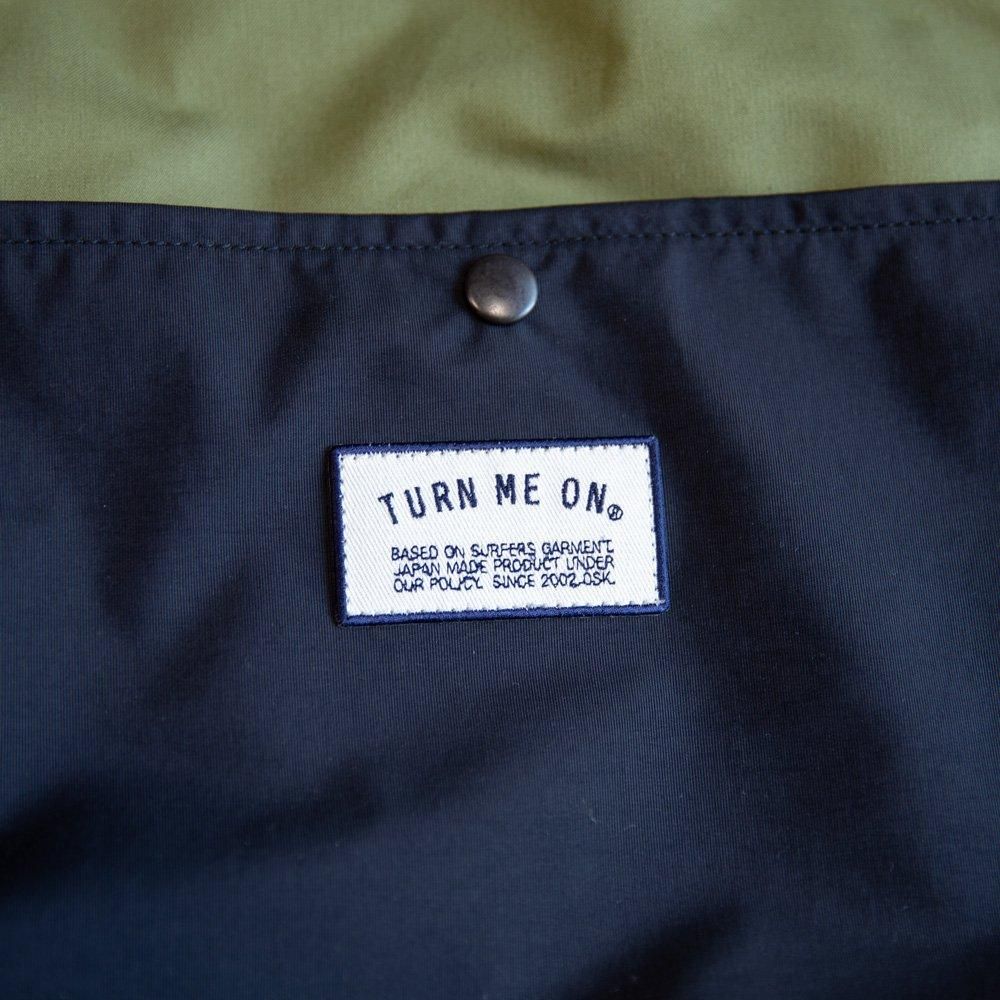 TURN ME ON®
BASED ON SURFERS GARMENT.
JAPAN MADE PRODUCT UNDER
OUR POLICY. SINCE 2002.OSK.